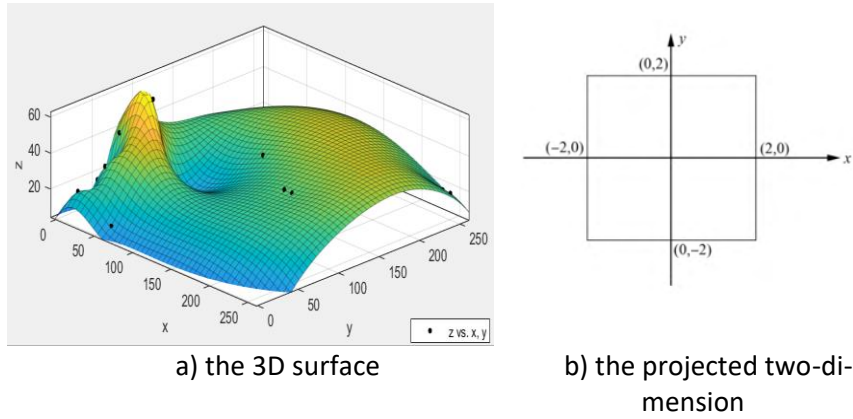 60
40
20
z
0
50
100
150
200
250
x
0
50
100
150
200
250
y
z vs. x, y
a) the 3D surface
y
(0,2)
(-2,0)
(2,0)
x
(0,-2)
b) the projected two-di-
mension